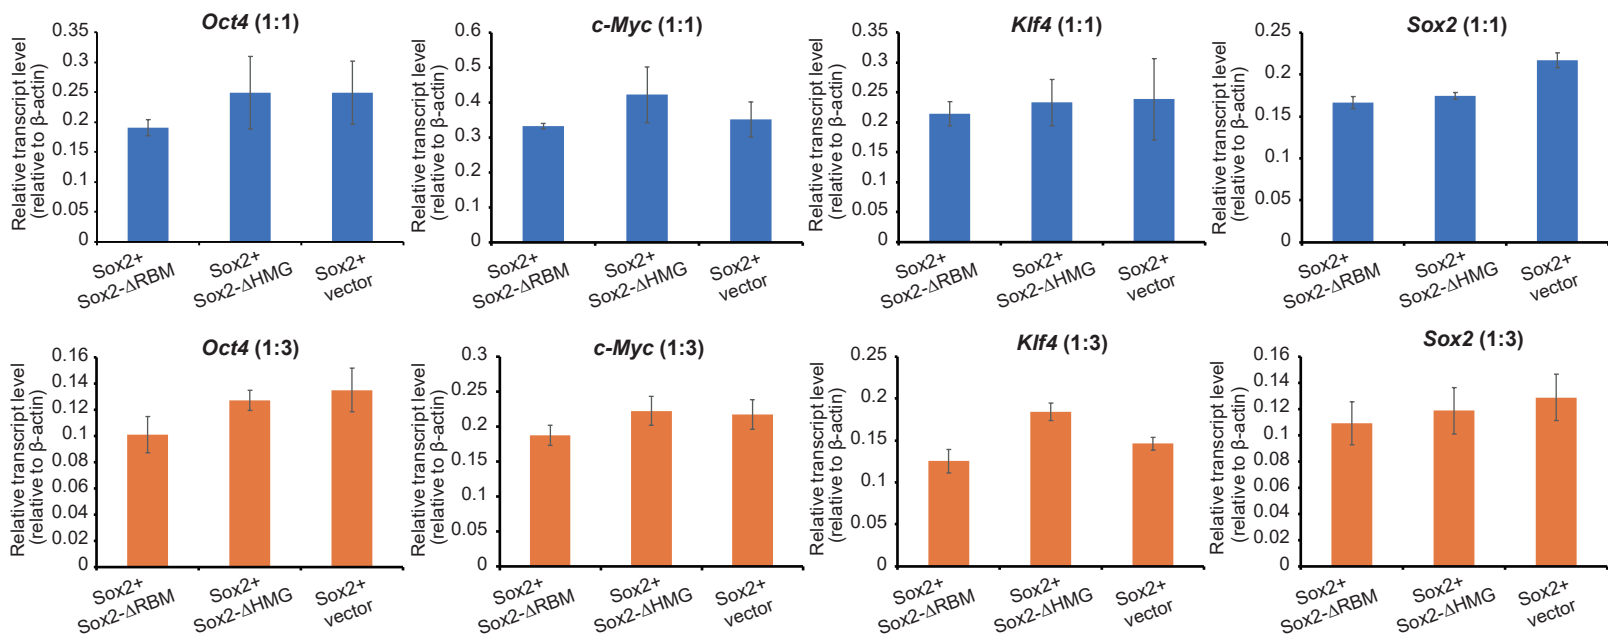 Oct4 (1:1)
Relative transcript level
(relative to β-actin)
0.35
0.3
0.25
0.2
0.15
0.1
0.05
0
Sox2+
Sox2-ΔRBM
Sox2+
Sox2-ΔHMG
Sox2+
vector
c-Myc (1:1)
Relative transcript level
(relative to β-actin)
0.6
0.5
0.4
0.3
0.2
0.1
0
Sox2+
Sox2-ΔRBM
Sox2+
Sox2-ΔHMG
Sox2+
vector
Klf4 (1:1)
Relative transcript level
(relative to β-actin)
0.35
0.3
0.25
0.2
0.15
0.1
0.05
0
Sox2+
Sox2-ΔRBM
Sox2+
Sox2-ΔHMG
Sox2+
vector
Sox2 (1:1)
Relative transcript level
(relative to β-actin)
0.25
0.2
0.15
0.1
0.05
0
Sox2+
Sox2-ΔRBM
Sox2+
Sox2-ΔHMG
Sox2+
vector
Oct4 (1:3)
Relative transcript level
(relative to β-actin)
0.16
0.14
0.12
0.1
0.08
0.06
0.04
0.02
0
Sox2+
Sox2-ΔRBM
Sox2+
Sox2-ΔHMG
Sox2+
vector
c-Myc (1:3)
Relative transcript level
(relative to β-actin)
0.3
0.25
0.2
0.15
0.1
0.05
0
Sox2+
Sox2-ΔRBM
Sox2+
Sox2-ΔHMG
Sox2+
vector
Klf4 (1:3)
Relative transcript level
(relative to β-actin)
0.25
0.2
0.15
0.1
0.05
0
Sox2+
Sox2-ΔRBM
Sox2+
Sox2-ΔHMG
Sox2+
vector
Sox2 (1:3)
Relative transcript level
(relative to β-actin)
0.16
0.14
0.12
0.1
0.08
0.06
0.04
0.02
0
Sox2+
Sox2-ΔRBM
Sox2+
Sox2-ΔHMG
Sox2+
vector